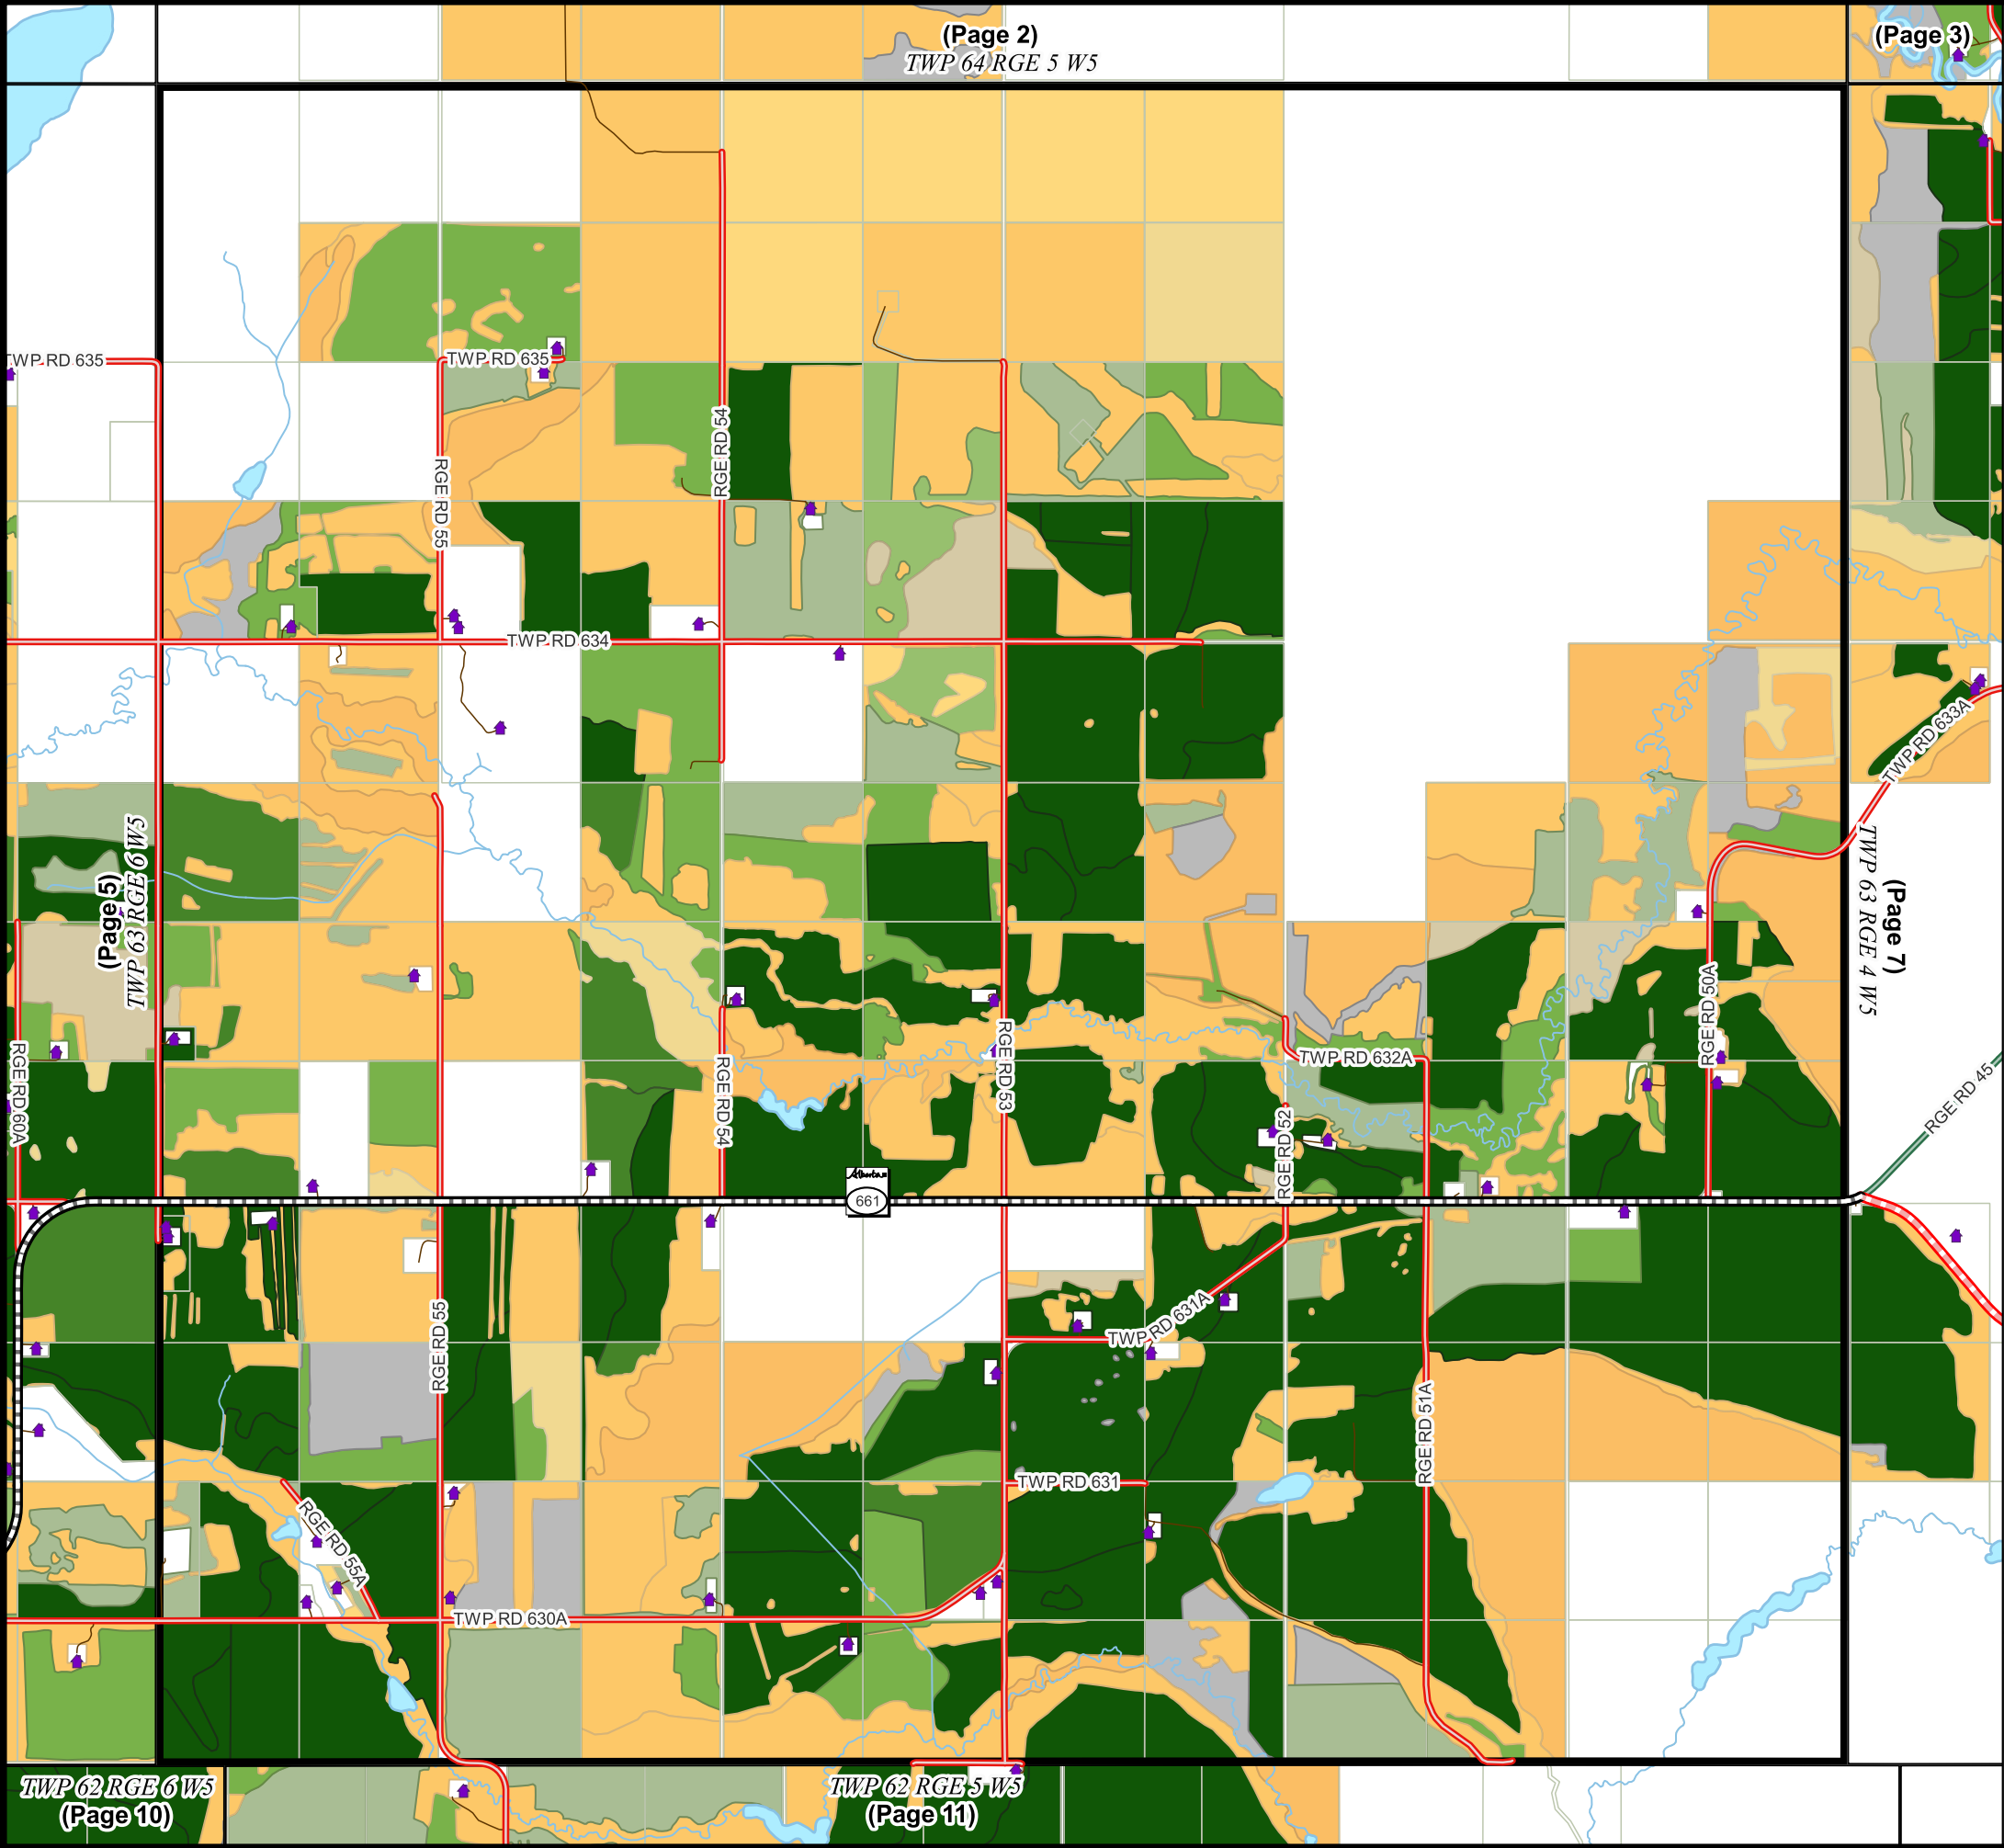 (Page 2)
TWP 64 RGE 5 W5
(Page 3)
TWP RD 635
TWP RD 635
RGE RD 54
RGE RD 55
TWP RD 634
TWP RD 633A
(Page 5)
TWP 63 RGE 6 W5
(Page 7)
TWP 63 RGE 4 W5
RGE RD 50A
RGE RD 60A
RGE RD 54
RGE RD 53
TWP RD 632A
RGE RD 52
RGE RD 45
Alberta
661
RGE RD 55
TWP RD 631A
RGE RD 51A
TWP RD 631
RGE RD 55A
TWP RD 630A
TWP 62 RGE 6 W5
(Page 10)
TWP 62 RGE 5 W5
(Page 11)